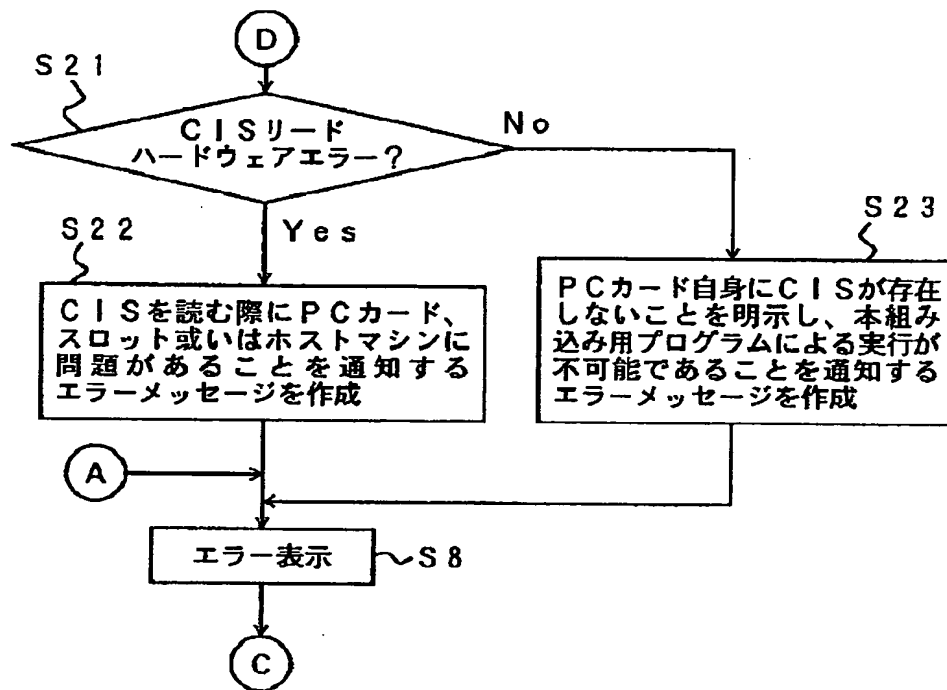 D
S21
CISリード
ハードウェアエラー?
No
Yes
S22
CISを読む際にPCカード、
スロット或いはホストマシンに
問題があることを通知する
エラーメッセージを作成
S23
PCカード自身にCISが存在
しないことを明示し、本組み
込み用プログラムによる実行が
不可能であることを通知する
エラーメッセージを作成
A
エラー表示
S8
C